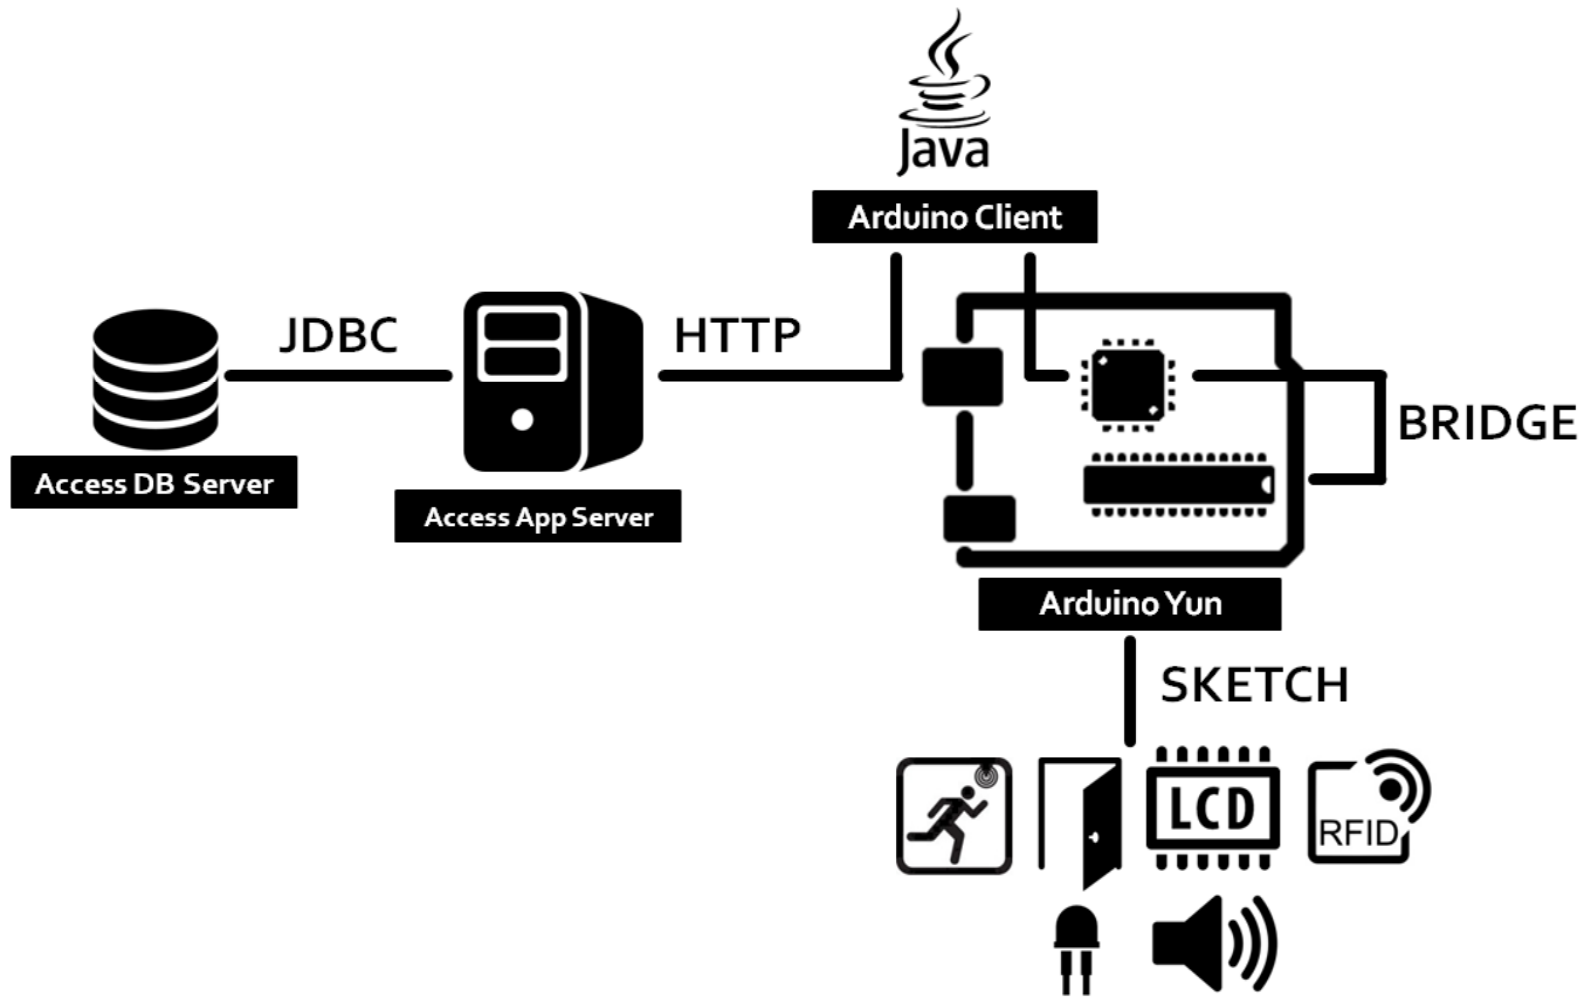 Java
Arduino Client
JDBC
HTTP
BRIDGE
Access DB Server
Access App Server
Arduino Yun
SKETCH
LCD
RFID